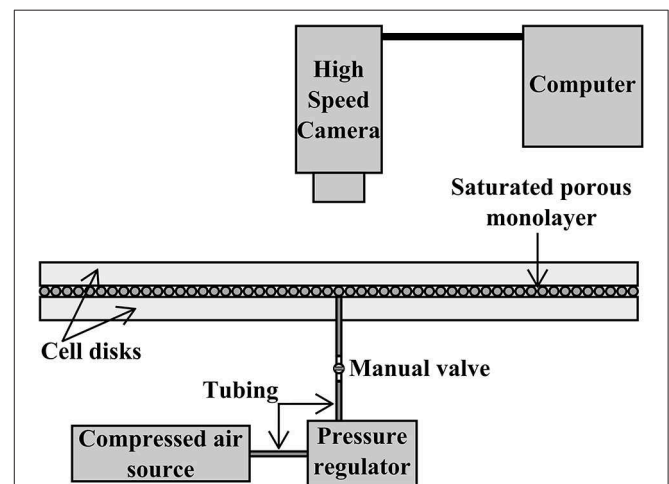 High
Speed
Camera
Computer
Saturated porous
monolayer
Cell disks
Manual valve
Tubing
Compressed air
source
Pressure
regulator